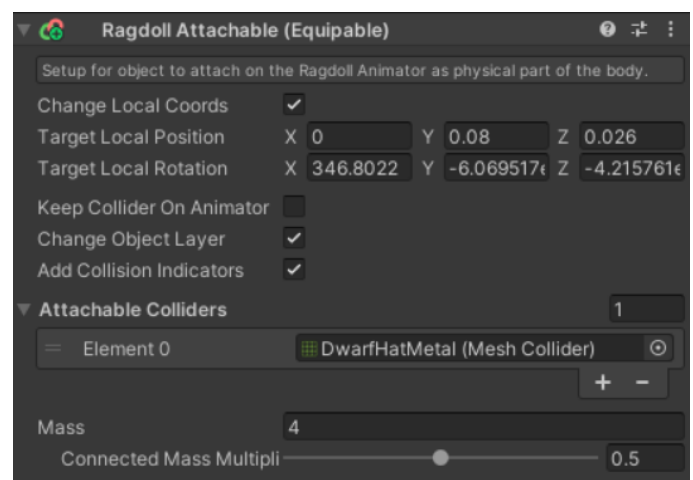 Ragdoll Attachable (Equipable)
Setup for object to attach on the Ragdoll Animator as physical part of the body.
Change Local Coords
Target Local Position X 0 Y 0.08 Z 0.026
Target Local Rotation X 346.8022 Y -6.069517e Z -4.215761e
Keep Collider On Animator
Change Object Layer
Add Collision Indicators
Attachable Colliders 1
Element 0 DwarfHatMetal (Mesh Collider)
+ -
Mass 4
Connected Mass Multipli 0.5